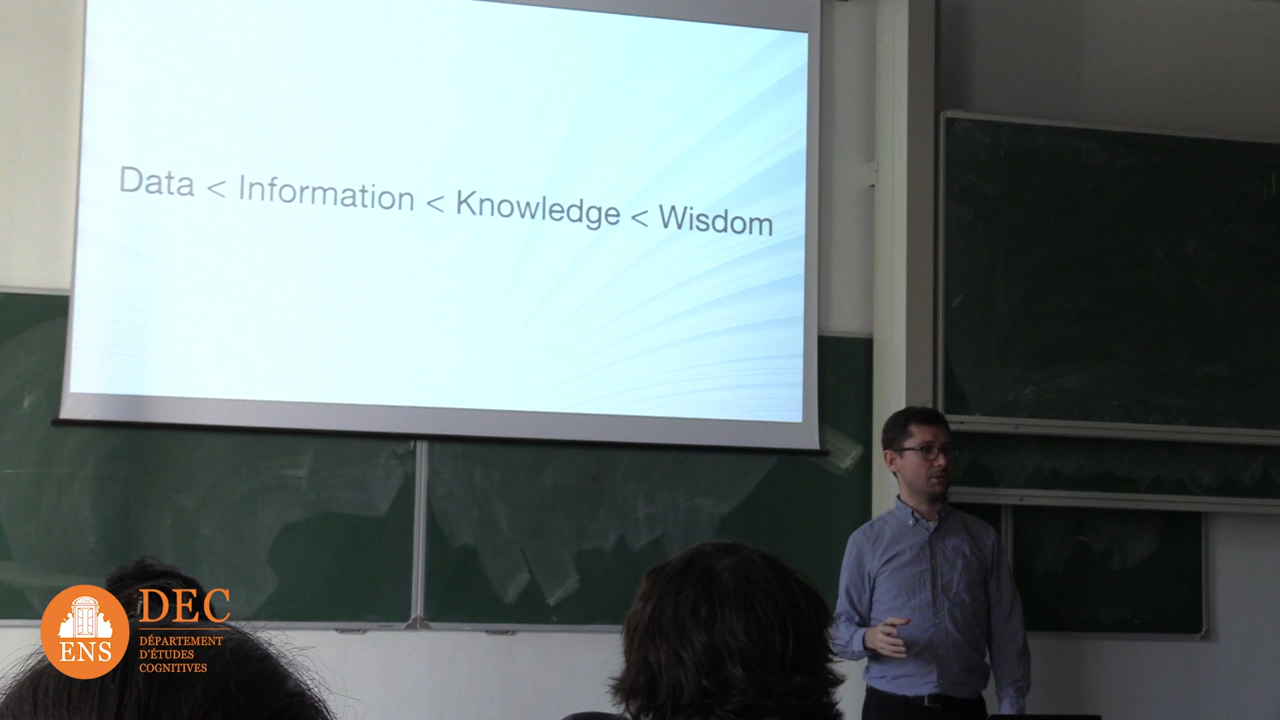 Data < Information < Knowledge < Wisdom
ENS
DEC
DÉPARTEMENT
D'ÉTUDES
COGNITIVES